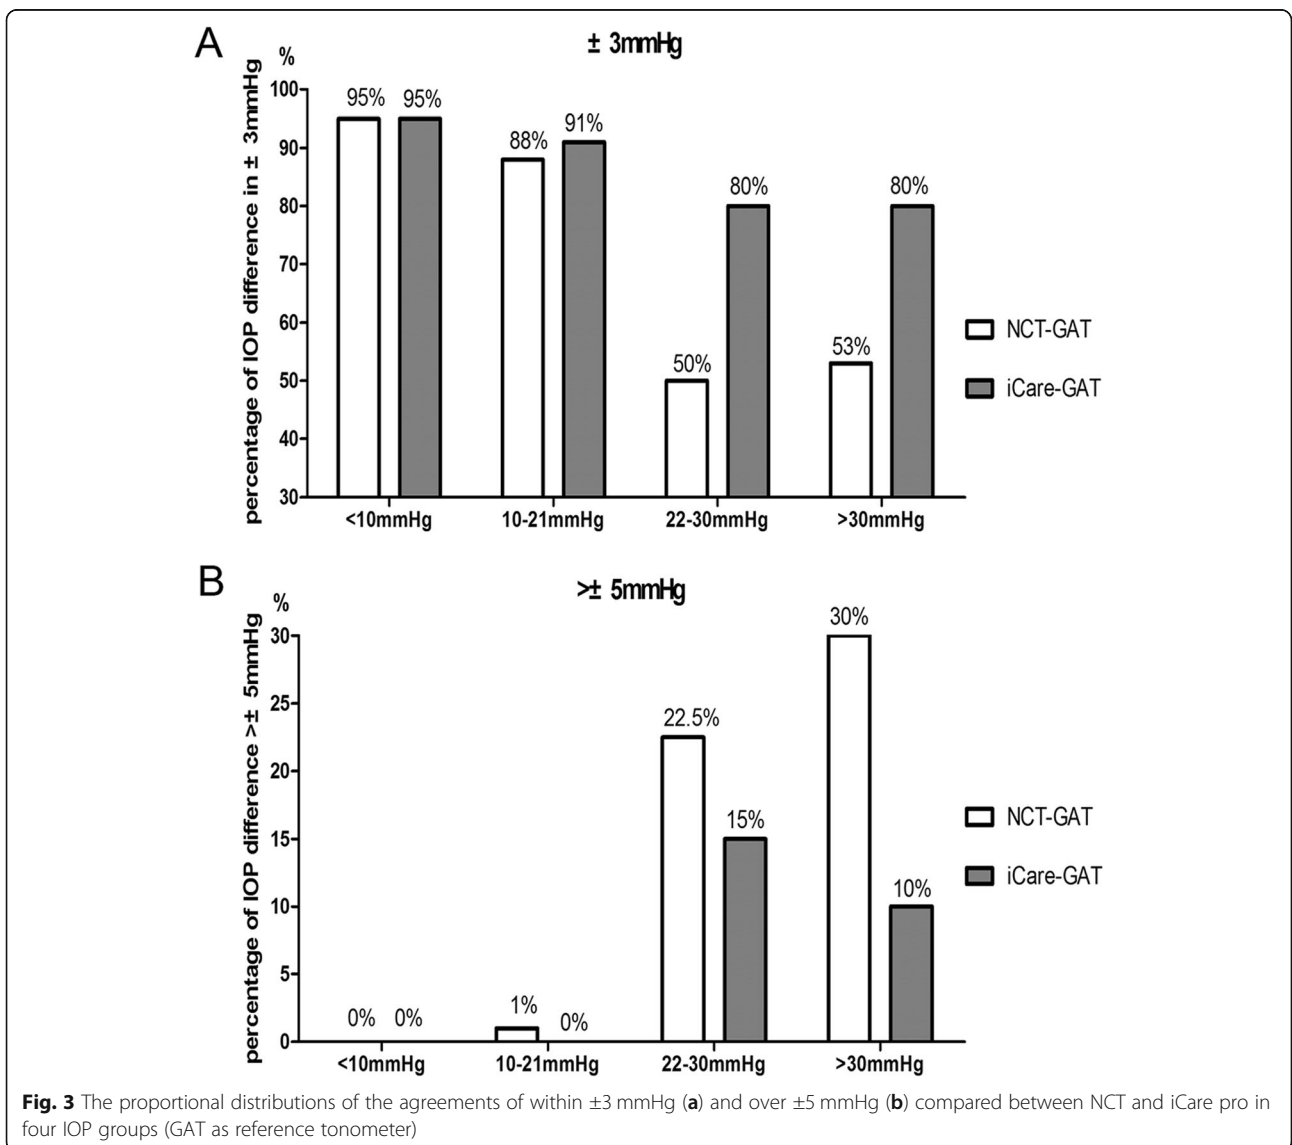 A
± 3mmHg
%
percentage of IOP difference in ± 3mmHg
100
90
80
70
60
50
40
30
95%
95%
88%
91%
50%
80%
53%
80%
<10mmHg
10-21mmHg
22-30mmHg
>30mmHg
NCT-GAT
iCare-GAT
B
>± 5mmHg
%
percentage of IOP difference >± 5mmHg
30
25
20
15
10
5
0
0%
0%
1%
0%
22.5%
15%
30%
10%
<10mmHg
10-21mmHg
22-30mmHg
>30mmHg
NCT-GAT
iCare-GAT
Fig. 3 The proportional distributions of the agreements of within ±3 mmHg (a) and over ±5 mmHg (b) compared between NCT and iCare pro in
four IOP groups (GAT as reference tonometer)